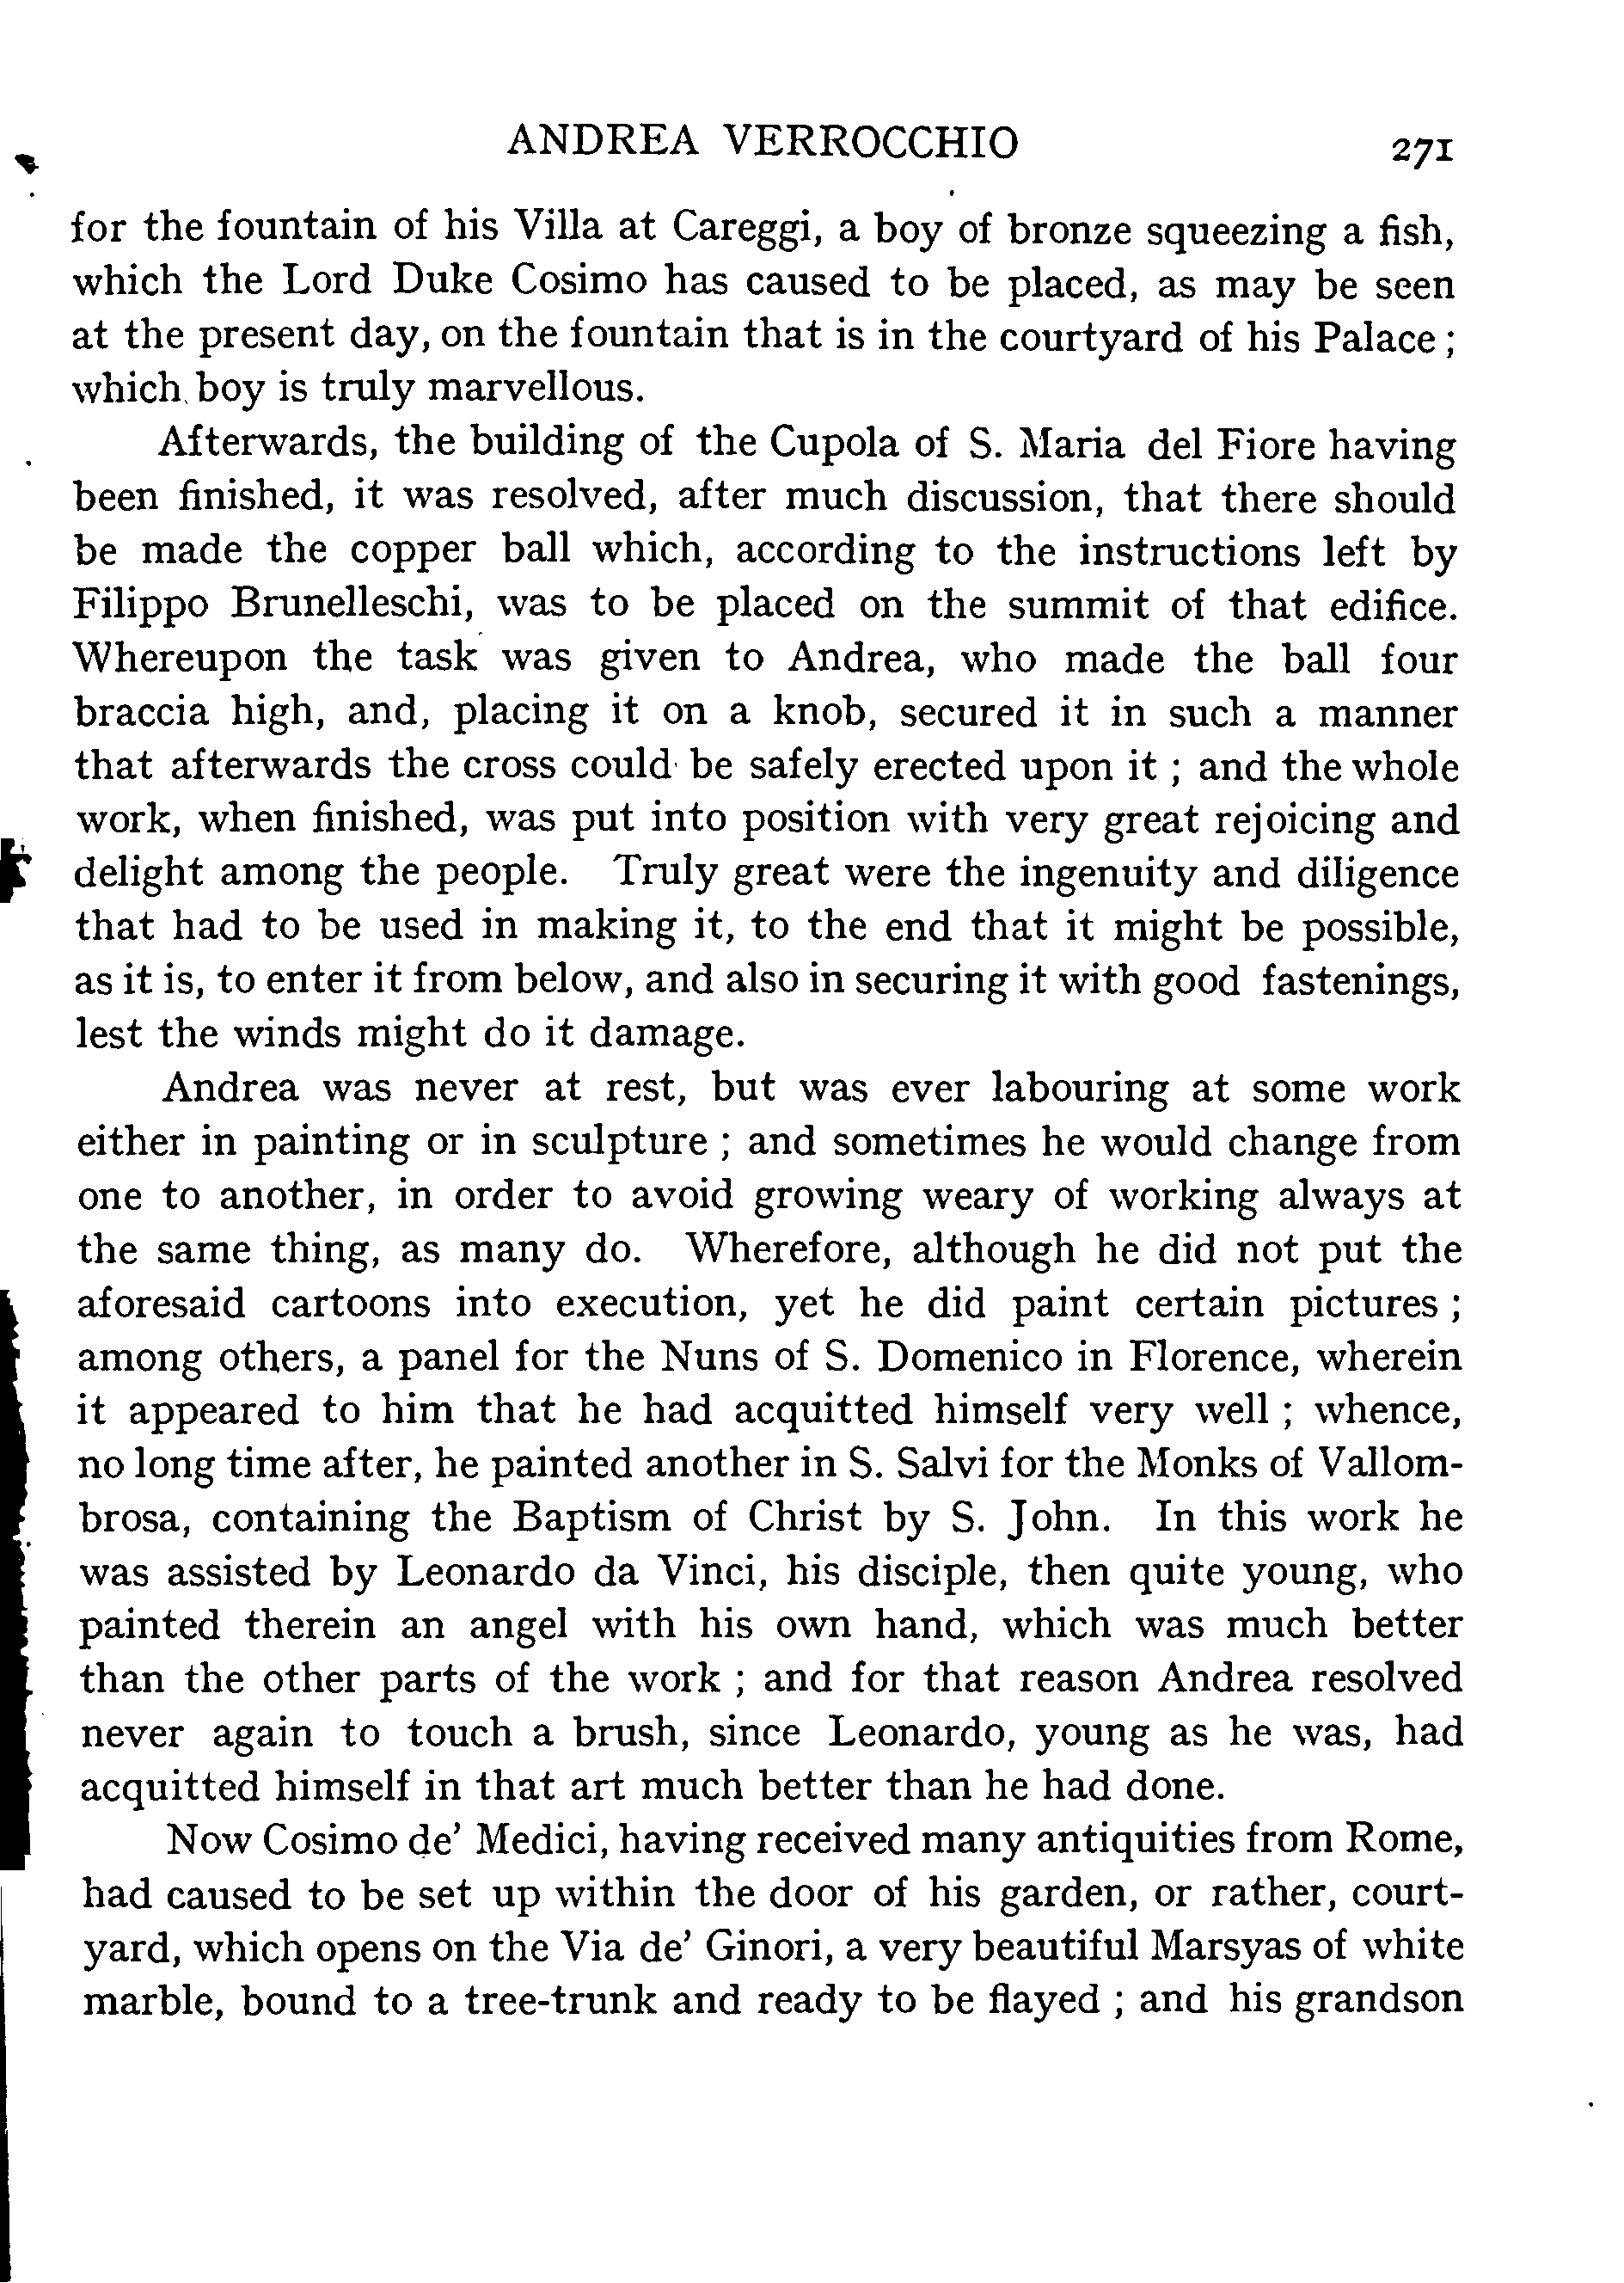 ANDREA VERROCCHIO 271
for the fountain of his Villa at Careggi, a boy of bronze squeezing a fish,
which the Lord Duke Cosimo has caused to be placed, as may be seen
at the present day, on the fountain that is in the courtyard of his Palace ;
which boy is truly marvellous.
Afterwards, the building of the Cupola of S. Maria del Fiore having
been finished, it was resolved, after much discussion, that there should
be made the copper ball which, according to the instructions left by
Filippo Brunelleschi, was to be placed on the summit of that edifice.
Whereupon the task was given to Andrea, who made the ball four
braccia high, and, placing it on a knob, secured it in such a manner
that afterwards the cross could be safely erected upon it ; and the whole
work, when finished, was put into position with very great rejoicing and
delight among the people. Truly great were the ingenuity and diligence
that had to be used in making it, to the end that it might be possible,
as it is, to enter it from below, and also in securing it with good fastenings,
lest the winds might do it damage.
Andrea was never at rest, but was ever labouring at some work
either in painting or in sculpture ; and sometimes he would change from
one to another, in order to avoid growing weary of working always at
the same thing, as many do. Wherefore, although he did not put the
aforesaid cartoons into execution, yet he did paint certain pictures ;
among others, a panel for the Nuns of S. Domenico in Florence, wherein
it appeared to him that he had acquitted himself very well ; whence,
no long time after, he painted another in S. Salvi for the Monks of Vallom-
brosa, containing the Baptism of Christ by S. John. In this work he
was assisted by Leonardo da Vinci, his disciple, then quite young, who
painted therein an angel with his own hand, which was much better
than the other parts of the work ; and for that reason Andrea resolved
never again to touch a brush, since Leonardo, young as he was, had
acquitted himself in that art much better than he had done.
Now Cosimo de' Medici, having received many antiquities from Rome,
had caused to be set up within the door of his garden, or rather, court-
yard, which opens on the Via de' Ginori, a very beautiful Marsyas of white
marble, bound to a tree-trunk and ready to be flayed ; and his grandson